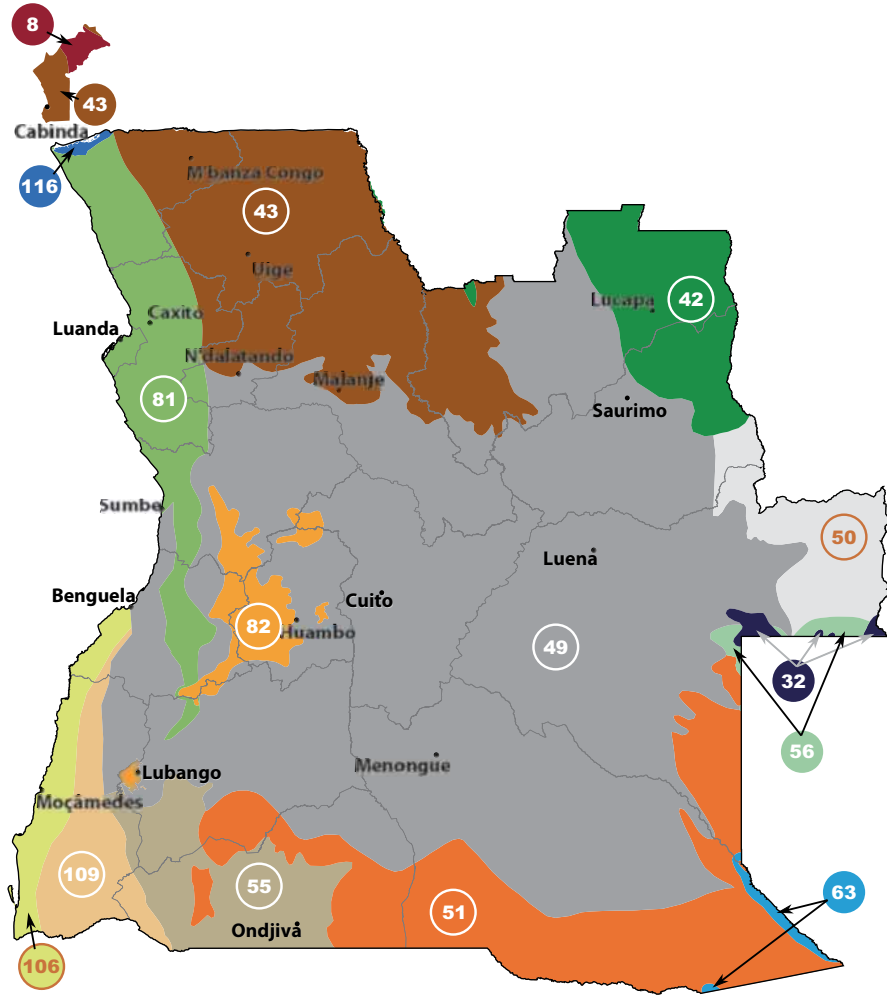 8
43
Cabinda
116
M'banza Congo
43
Uige
Lucapa
42
Caxito
Luanda
N'dalatando
Malanje
81
Saurimo
Sumbe
50
Luena
Benguela
Cuito
82
Huambo
49
32
56
Menongue
Lubango
Moçâmedes
109
55
63
51
Ondjiva
106